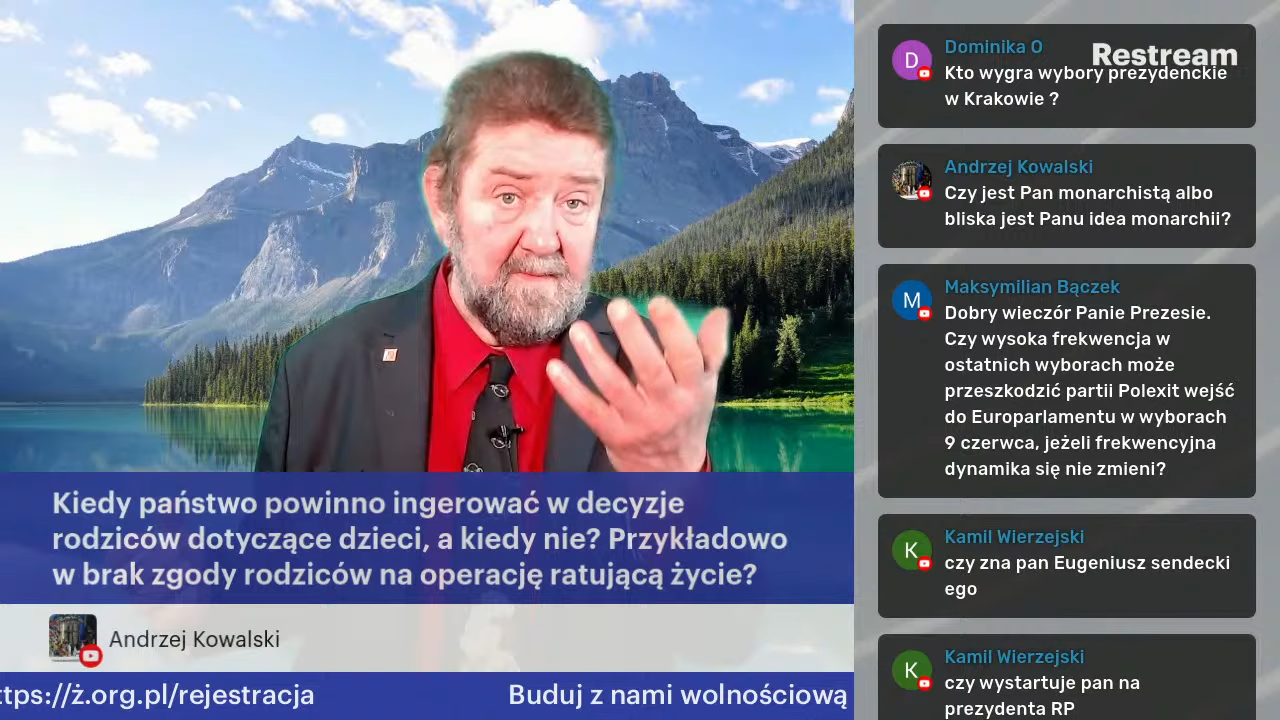 Kiedy państwo powinno ingerować w decyzje
rodziców dotyczące dzieci, a kiedy nie? Przykładowo
w brak zgody rodziców na operację ratującą życie?
Andrzej Kowalski
ttps://ż.org.pl/rejestracja
Buduj z nami wolnościową
Restream
D
Dominika O
Kto wygra wybory prezydenckie
w Krakowie ?
Andrzej Kowalski
Czy jest Pan monarchistą albo
bliska jest Panu idea monarchii?
M
Maksymilian Bączek
Dobry wieczór Panie Prezesie.
Czy wysoka frekwencja w
ostatnich wyborach może
przeszkodzić partii Polexit wejść
do Europarlamentu w wyborach
9 czerwca, jeżeli frekwencyjna
dynamika się nie zmieni?
K
Kamil Wierzejski
czy zna pan Eugeniusz sendecki
ego
K
Kamil Wierzejski
czy wystartuje pan na
prezydenta RP